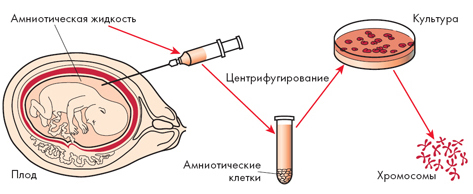 Амниотическая жидкость
Культура
Центрифугирование
Амниотические
клетки
Плод
Хромосомы